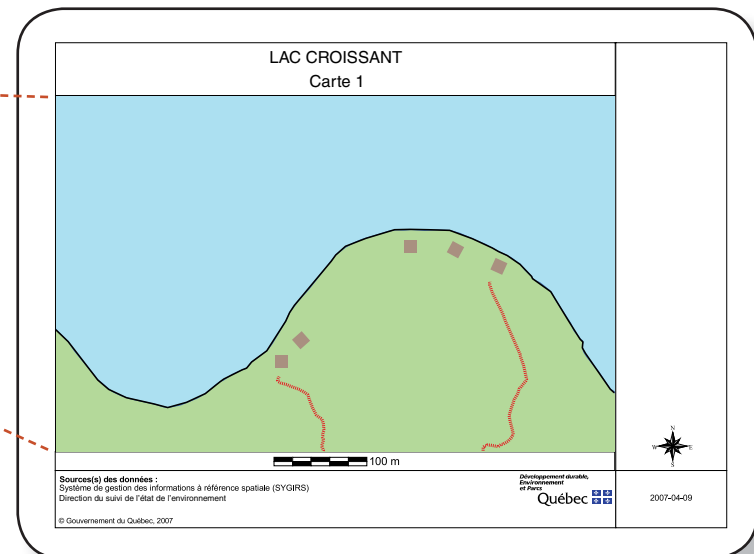 LAC CROISSANT
Carte 1
100 m
N
W E
S
Sources(s) des données :
Système de gestion des informations à référence spatiale (SYGIRS)
Direction du suivi de l'état de l'environnement
© Gouvernement du Québec, 2007
Développement durable,
Environnement
et Parcs
Québec
2007-04-09